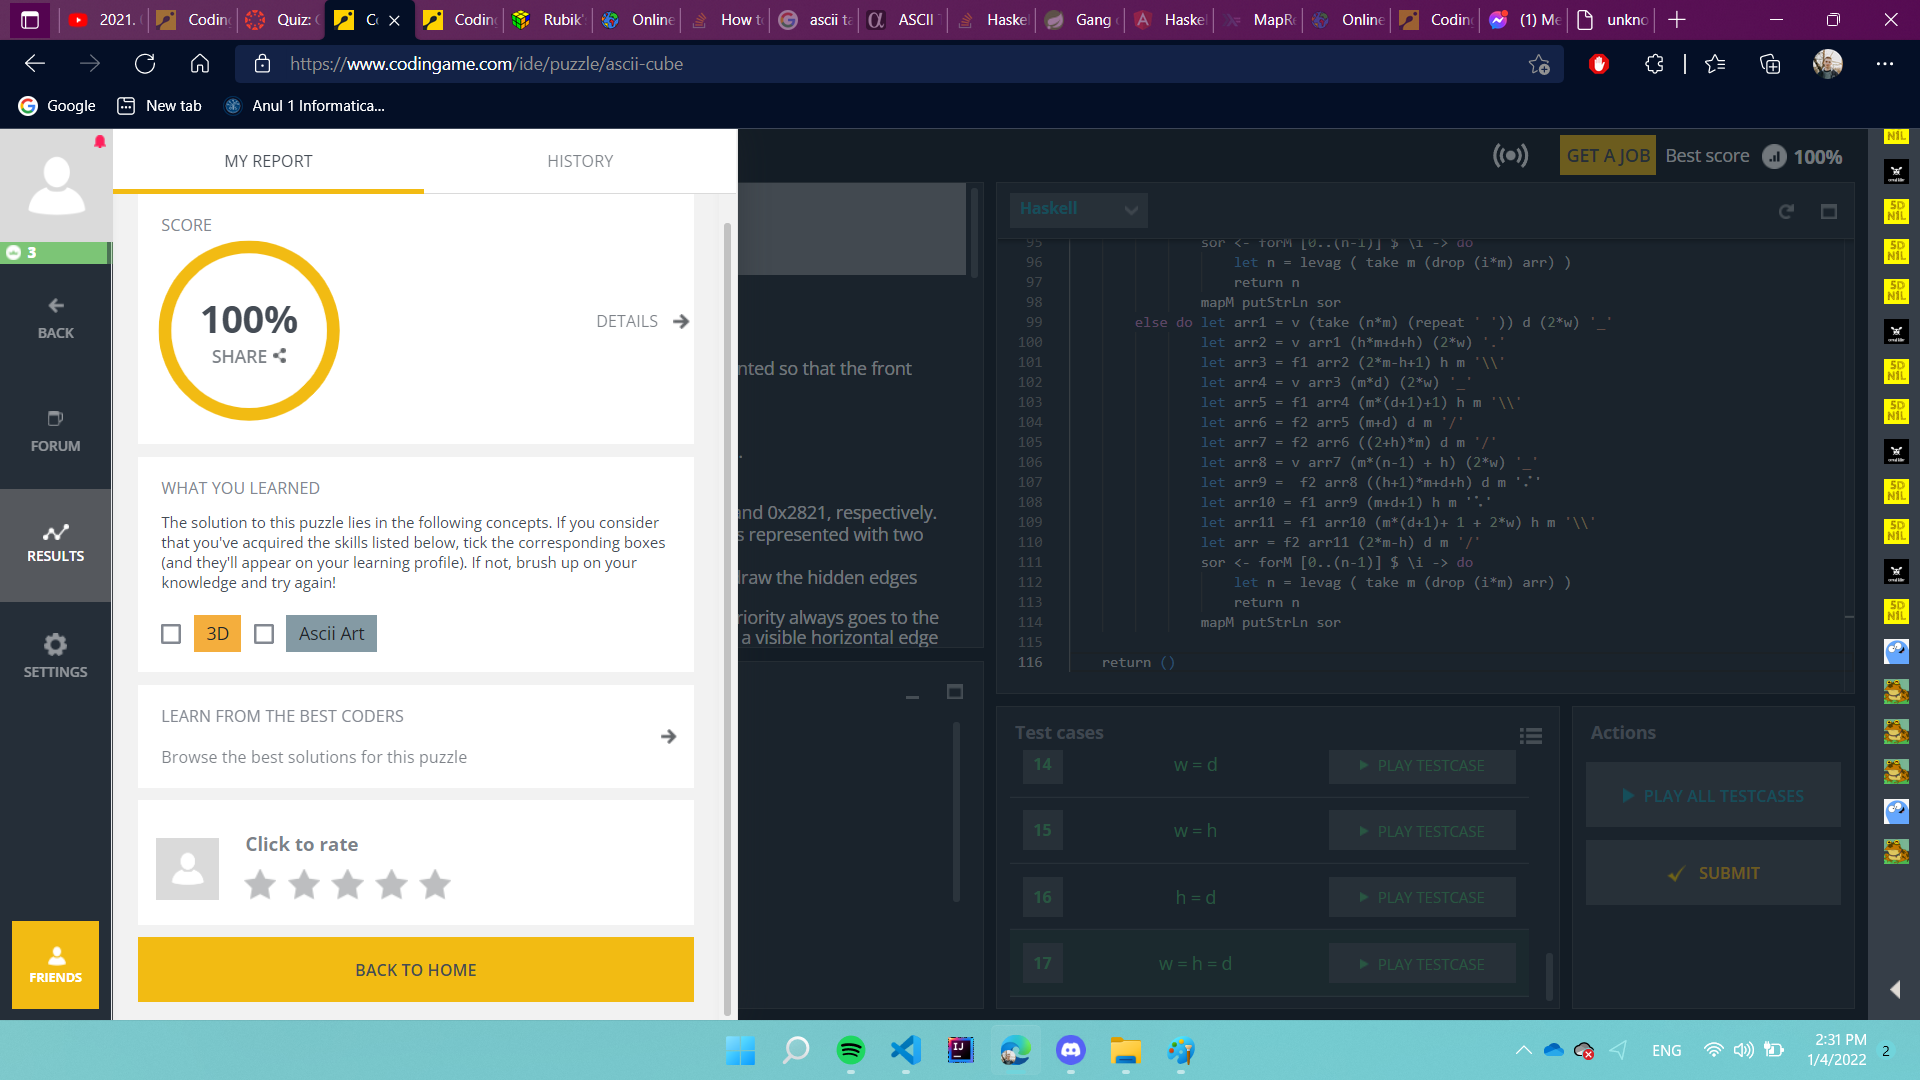 2021.
Codin
Quiz: C
Co
Codin
Rubik'
Online
How to
ascii ta
ASCII
Haskel
Gang o
Haskel
MapRe
Online
Codin
(1) Me
unkno
https://www.codingame.com/ide/puzzle/ascii-cube
Google
New tab
Anul 1 Informatica...
3
BACK
FORUM
RESULTS
SETTINGS
FRIENDS
MY REPORT
HISTORY
SCORE
100%
SHARE
DETAILS
WHAT YOU LEARNED
The solution to this puzzle lies in the following concepts. If you consider
that you've acquired the skills listed below, tick the corresponding boxes
(and they'll appear on your learning profile). If not, brush up on your
knowledge and try again!
3D
Ascii Art
LEARN FROM THE BEST CODERS
Browse the best solutions for this puzzle
Click to rate
BACK TO HOME
nted so that the front
.
and 0x2821, respectively.
s represented with two
draw the hidden edges
riority always goes to the
a visible horizontal edge
GET A JOB
Best score
100%
Haskell
95 sor <- forM [0..(n-1)] $ \i -> do
96 let n = levag ( take m (drop (i*m) arr) )
97 return n
98 mapM putStrLn sor
99 else do let arr1 = v (take (n*m) (repeat ' ')) d (2*w) '_'
100 let arr2 = v arr1 (h*m+d+h) (2*w) '.'
101 let arr3 = f1 arr2 (2*m-h+1) h m '\\'
102 let arr4 = v arr3 (m*d) (2*w) '_'
103 let arr5 = f1 arr4 (m*(d+1)+1) h m '\\'
104 let arr6 = f2 arr5 (m+d) d m '/'
105 let arr7 = f2 arr6 ((2+h)*m) d m '/'
106 let arr8 = v arr7 (m*(n-1) + h) (2*w) '_'
107 let arr9 =  f2 arr8 ((h+1)*m+d+h) d m '⠌'
108 let arr10 = f1 arr9 (m+d+1) h m '⠡'
109 let arr11 = f1 arr10 (m*(d+1)+ 1 + 2*w) h m '\\'
110 let arr = f2 arr11 (2*m-h) d m '/'
111 sor <- forM [0..(n-1)] $ \i -> do
112 let n = levag ( take m (drop (i*m) arr) )
113 return n
114 mapM putStrLn sor
115
116 return ()
Test cases
14 w = d PLAY TESTCASE
15 w = h PLAY TESTCASE
16 h = d PLAY TESTCASE
17 w = h = d PLAY TESTCASE
Actions
PLAY ALL TESTCASES
SUBMIT
ENG
2:31 PM
1/4/2022
2